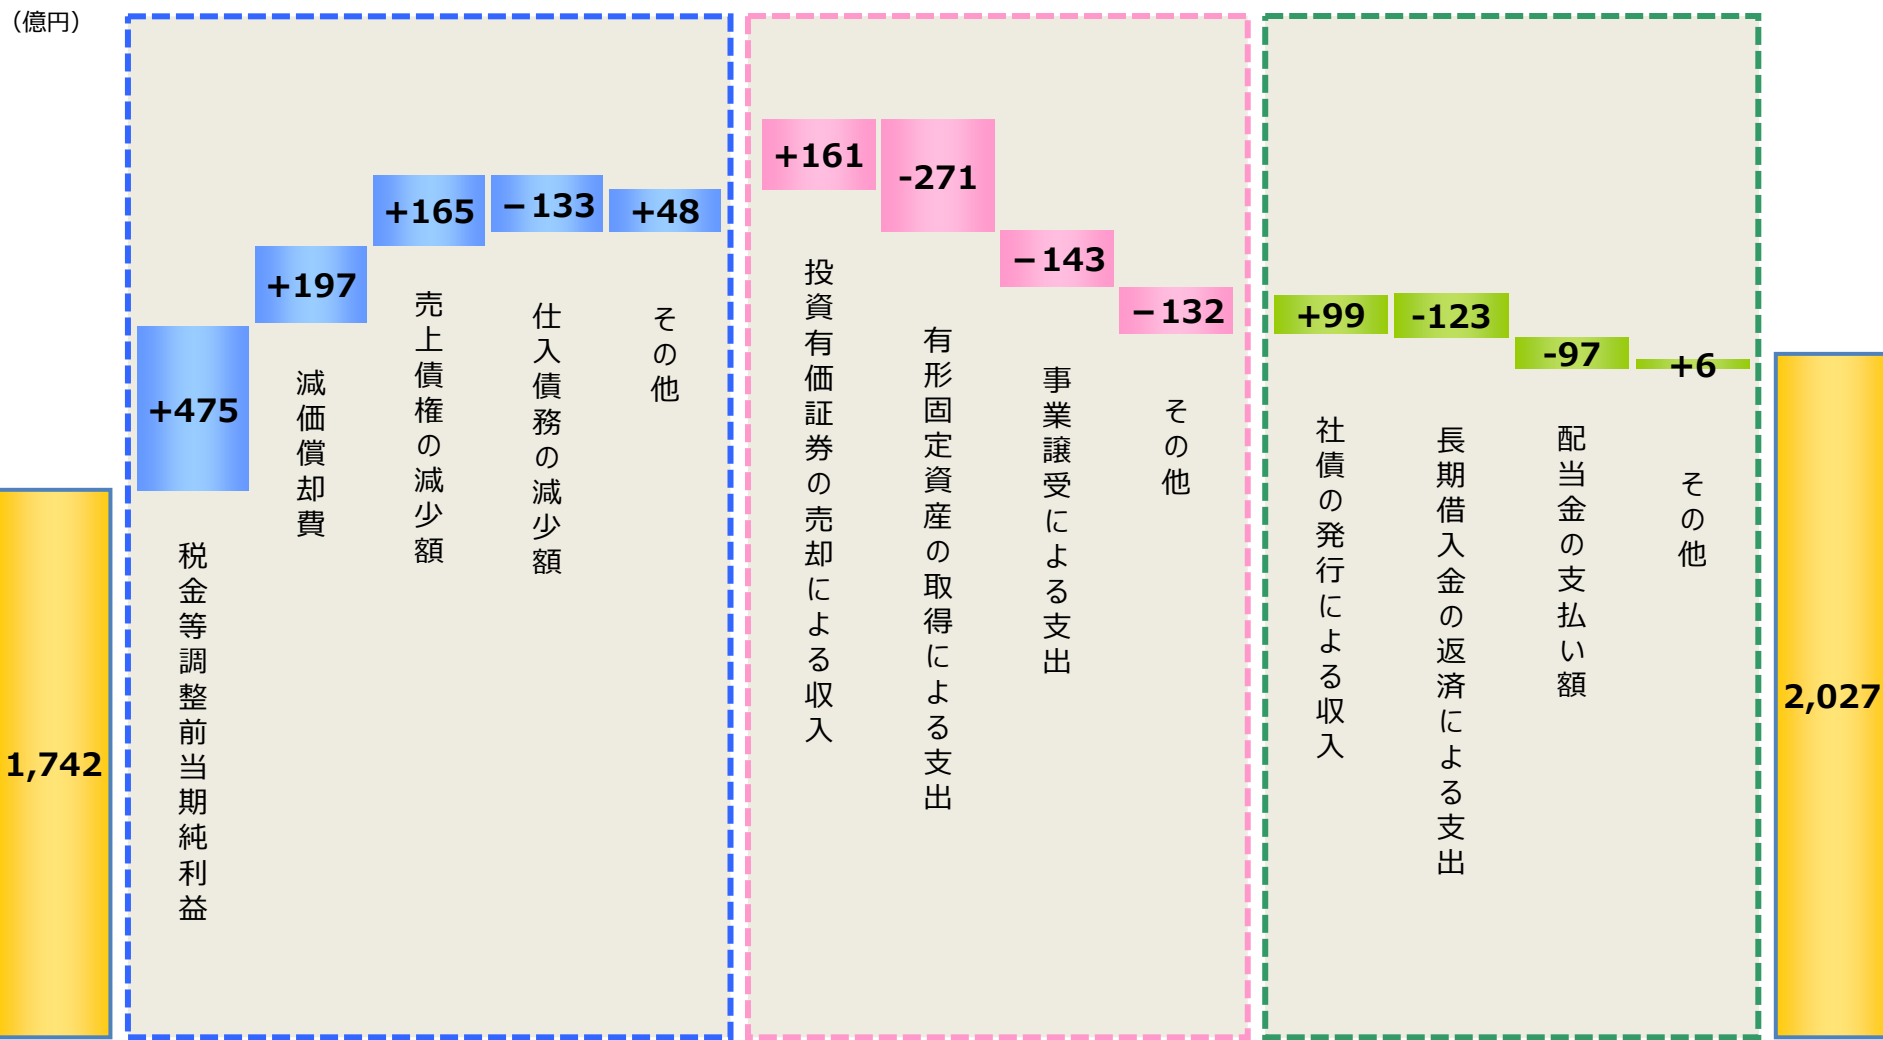 （億円）
1,742
+475
税金等調整前当期純利益
+197
減価償却費
+165
売上債権の減少額
－133
仕入債務の減少額
+48
その他
+161
投資有価証券の売却による収入
-271
有形固定資産の取得による支出
－143
事業譲受による支出
－132
その他
+99
社債の発行による収入
-123
長期借入金の返済による支出
-97
配当金の支払い額
+6
その他
2,027